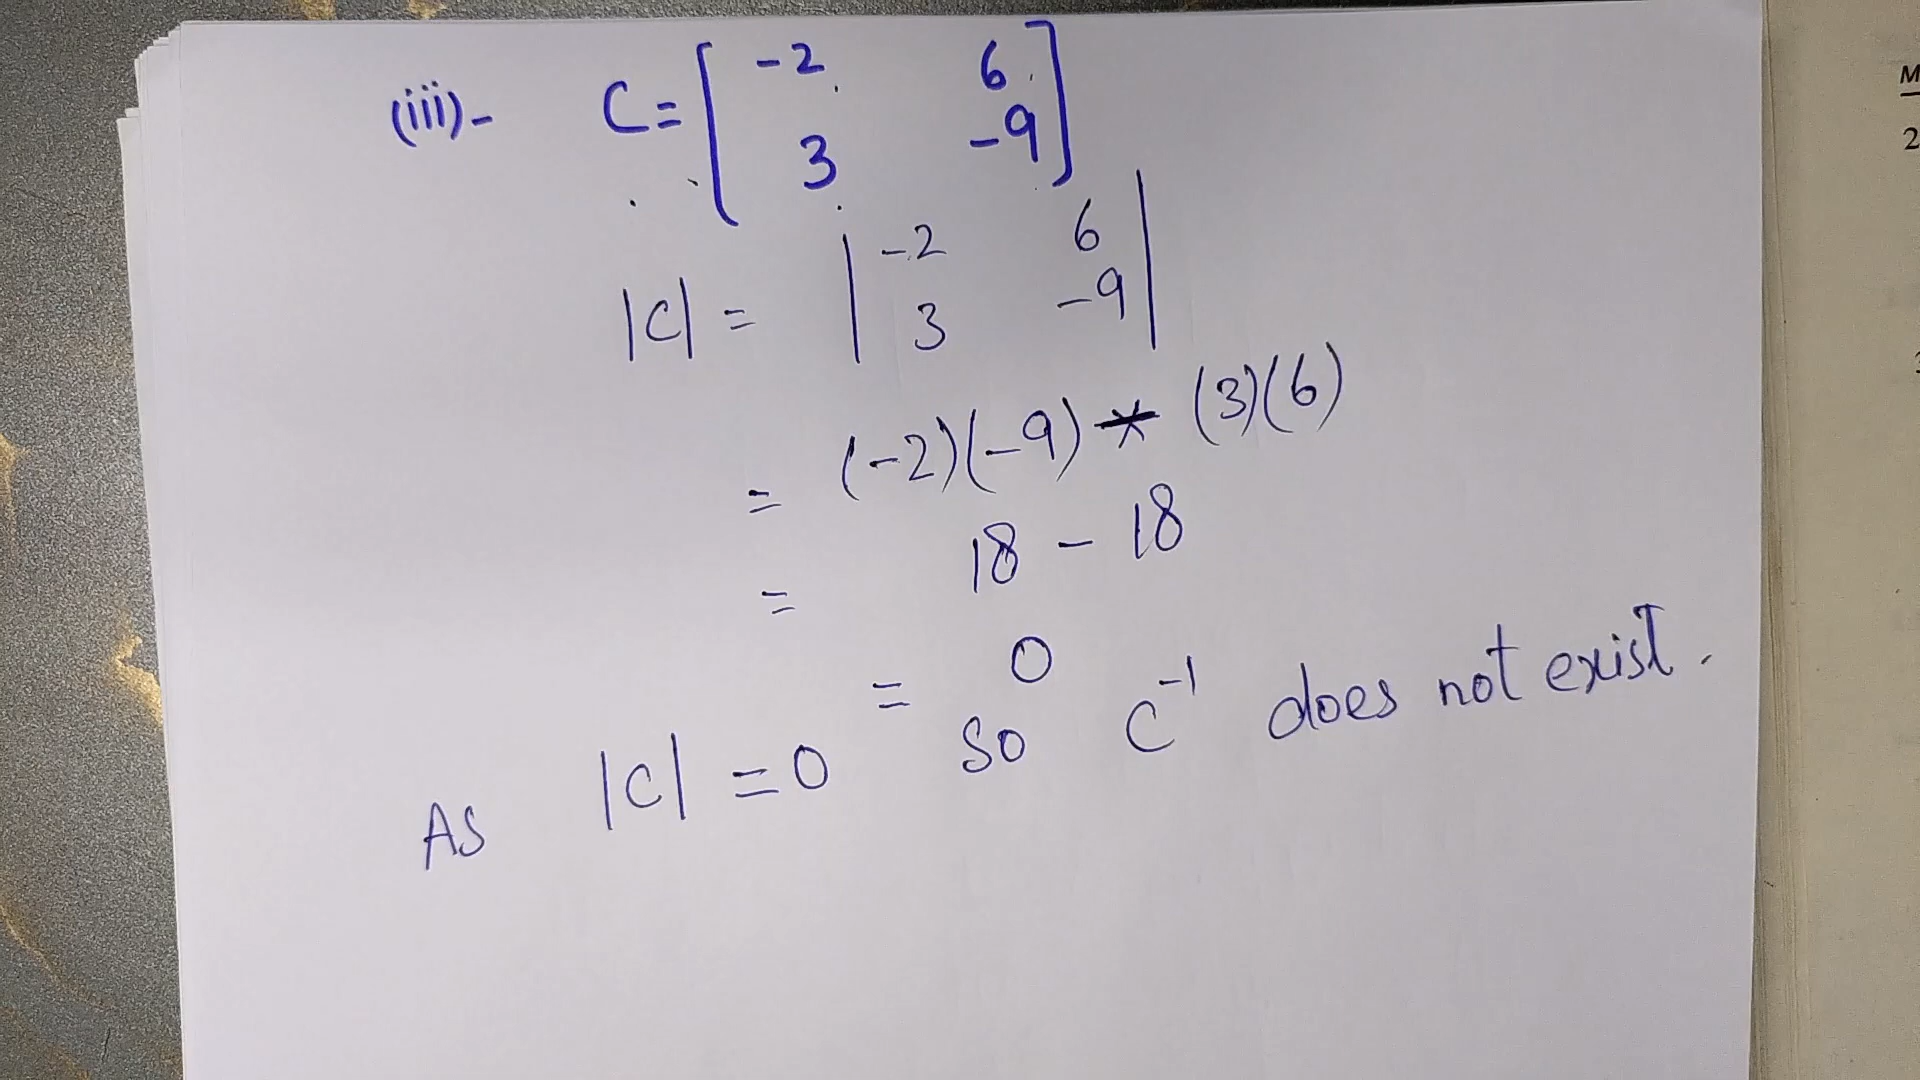 (iii)- C = [ -2 6
3 -9 ]
|C| = | -2 6
3 -9 |
= (-2)(-9) * (3)(6)
= 18 - 18
= 0
As |C| = 0 So C⁻¹ does not exist.
M
2